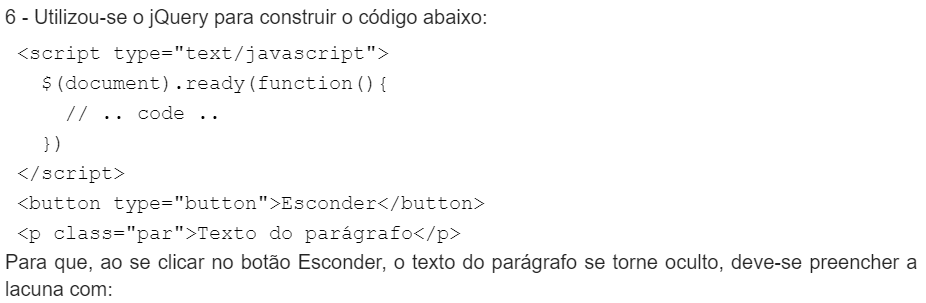 6 - Utilizou-se o jQuery para construir o código abaixo:
<script type="text/javascript">
$(document).ready(function(){
// .. code ..
})
</script>
<button type="button">Esconder</button>
<p class="par">Texto do parágrafo</p>
Para que, ao se clicar no botão Esconder, o texto do parágrafo se torne oculto, deve-se preencher a
lacuna com: